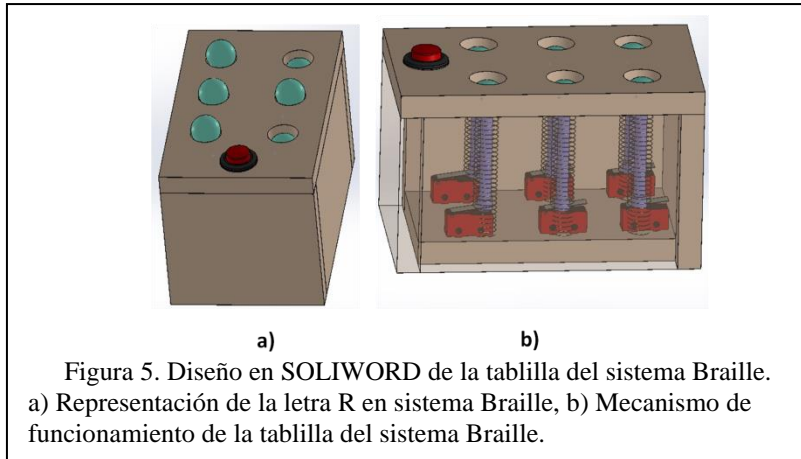 a)
b)
Figura 5. Diseño en SOLIWORD de la tablilla del sistema Braille.
a) Representación de la letra R en sistema Braille, b) Mecanismo de
funcionamiento de la tablilla del sistema Braille.